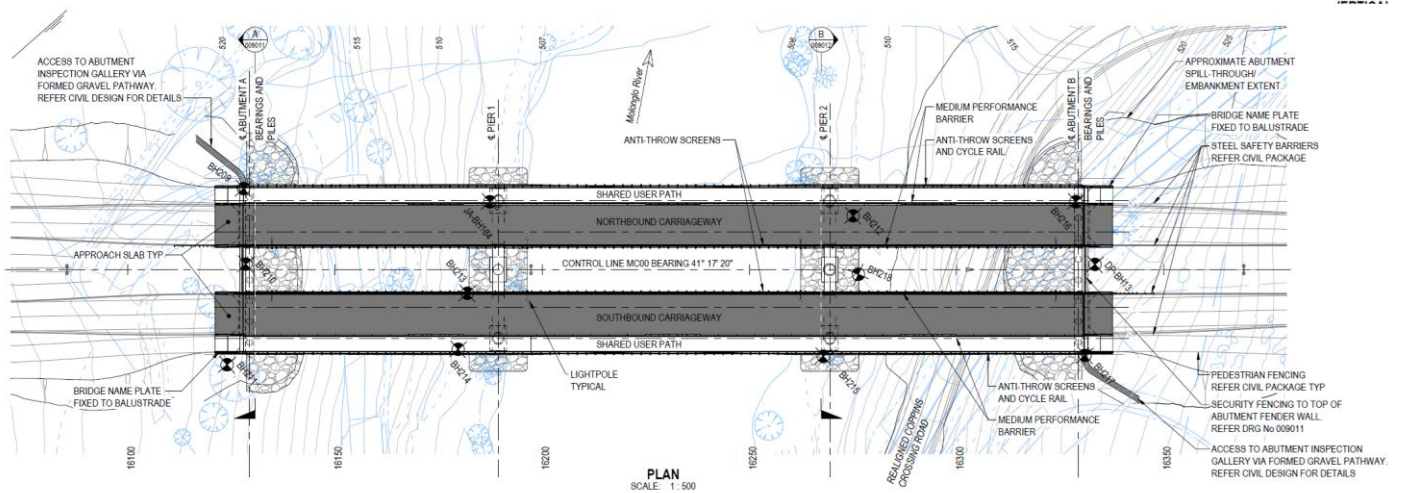 520
A
009011
515
510
507
506
B
009012
510
515
520
525
ACCESS TO ABUTMENT
INSPECTION GALLERY VIA
FORMED GRAVEL PATHWAY.
REFER CIVIL DESIGN FOR DETAILS
℄ ABUTMENT A
BEARINGS AND
PILES
℄ PIER 1
Molonglo River
℄ PIER 2
℄ ABUTMENT B
BEARINGS AND
PILES
APPROXIMATE ABUTMENT
SPILL-THROUGH/
EMBANKMENT EXTENT
MEDIUM PERFORMANCE
BARRIER
BRIDGE NAME PLATE
FIXED TO BALUSTRADE
ANTI-THROW SCREENS
ANTI-THROW SCREENS
AND CYCLE RAIL
STEEL SAFETY BARRIERS
REFER CIVIL PACKAGE
BH209
SHARED USER PATH
JA-BH104
NORTHBOUND CARRIAGEWAY
BH212
BH216
APPROACH SLAB TYP
BH210
BH213
CONTROL LINE MC00 BEARING 41° 17' 20"
BH218
DP-BH13
SOUTHBOUND CARRIAGEWAY
SHARED USER PATH
BH211
BH214
BH215
BH217
LIGHTPOLE
TYPICAL
BRIDGE NAME PLATE
FIXED TO BALUSTRADE
ANTI-THROW SCREENS
AND CYCLE RAIL
MEDIUM PERFORMANCE
BARRIER
REALIGNED COPPINS
CROSSING ROAD
PEDESTRIAN FENCING
REFER CIVIL PACKAGE TYP
SECURITY FENCING TO TOP OF
ABUTMENT FENDER WALL.
REFER DRG No 009011
ACCESS TO ABUTMENT INSPECTION
GALLERY VIA FORMED GRAVEL PATHWAY.
REFER CIVIL DESIGN FOR DETAILS
16100
16150
16200
16250
16300
16350
PLAN
SCALE: 1 : 500